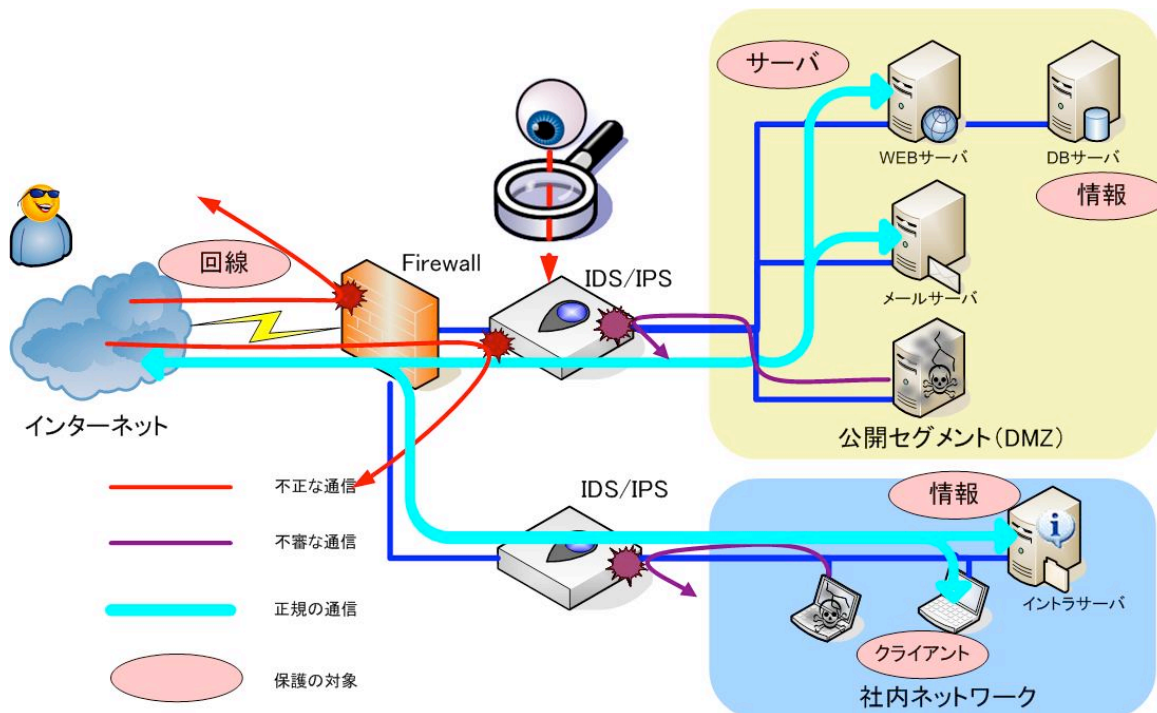 サーバ
WEBサーバ
DBサーバ
情報
回線
Firewall
IDS/IPS
メールサーバ
インターネット
公開セグメント(DMZ)
不正な通信
不審な通信
正規の通信
保護の対象
IDS/IPS
情報
イントラサーバ
クライアント
社内ネットワーク